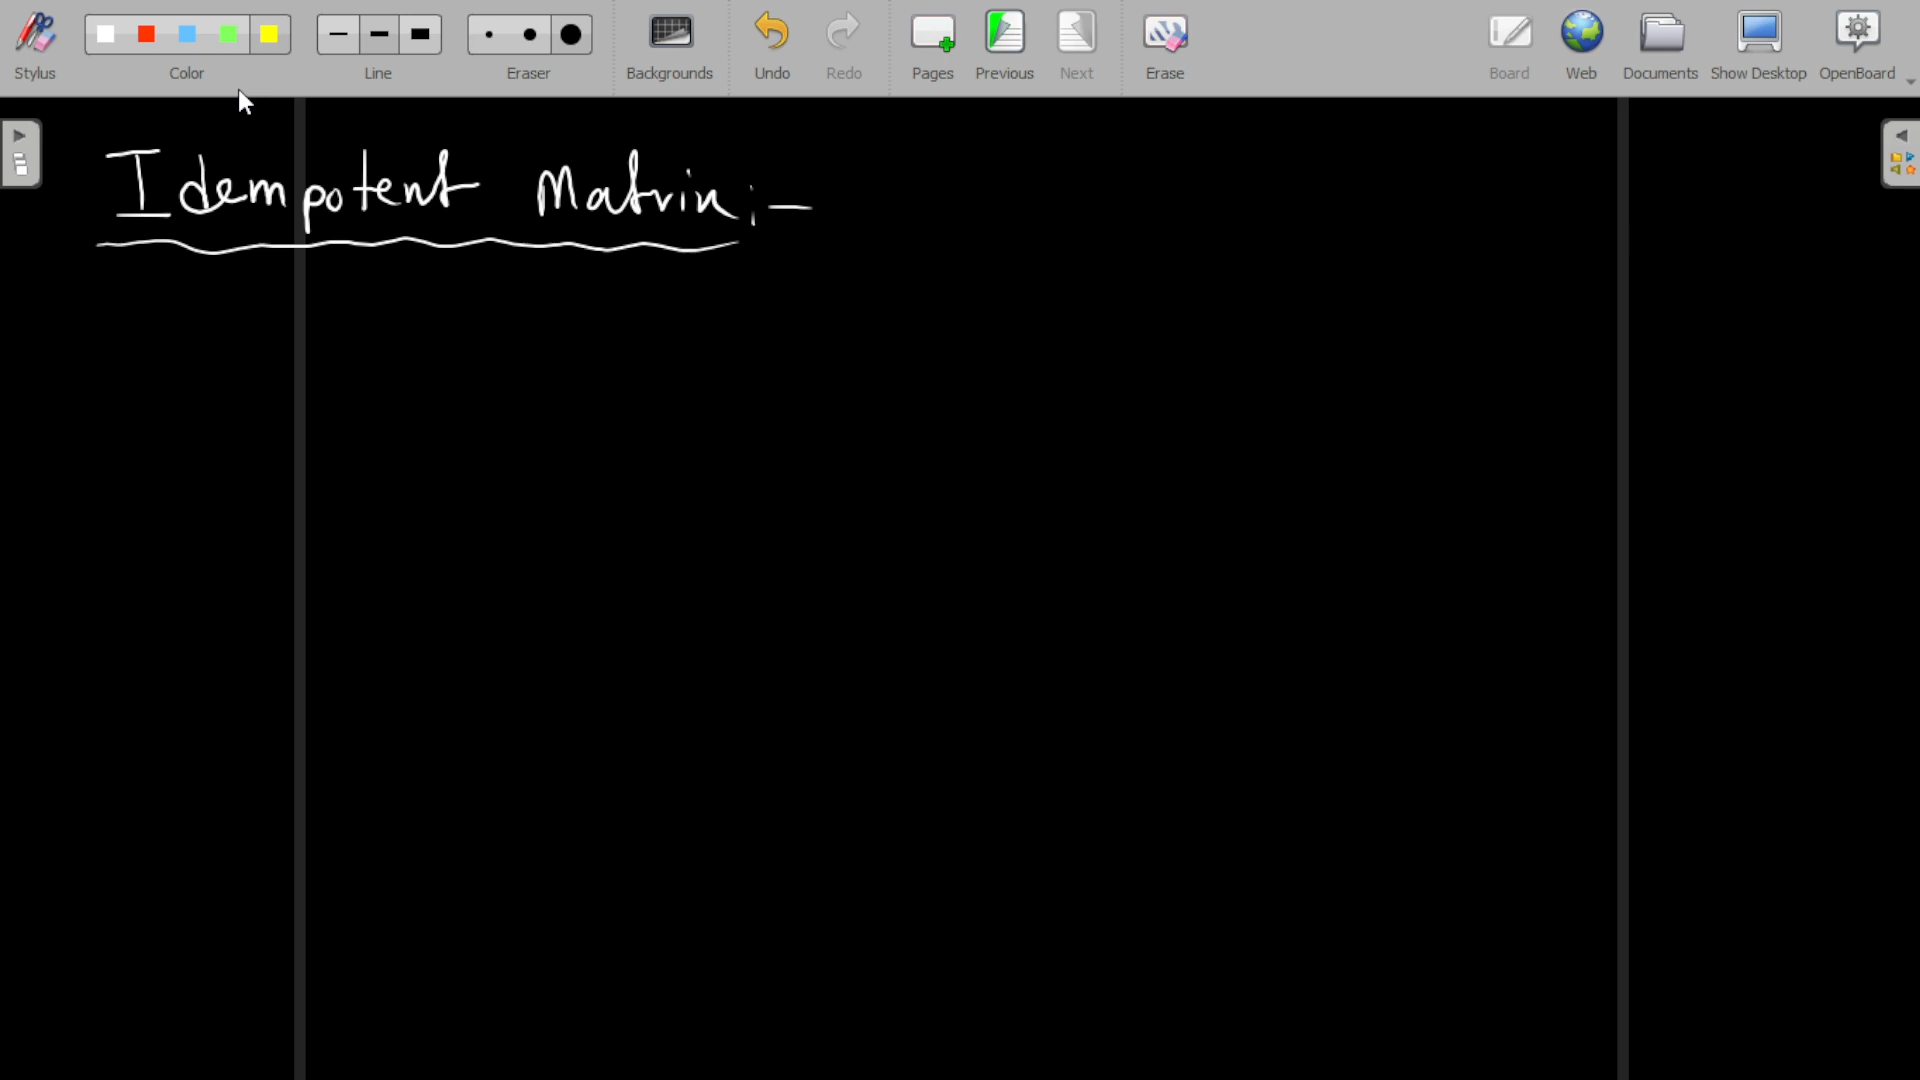 Stylus Color Line Eraser Backgrounds Undo Redo Pages Previous Next Erase Board Web Documents Show Desktop OpenBoard
Idempotent Matrix :-